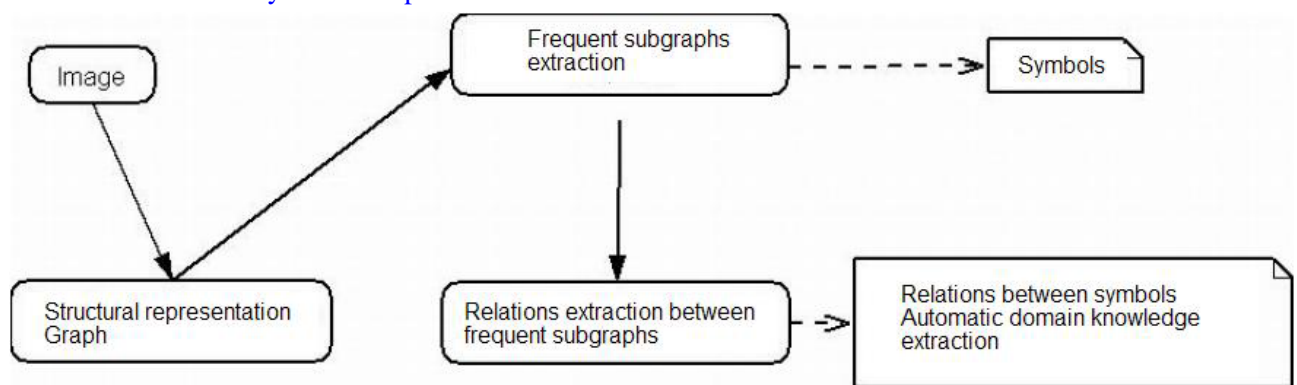 Image
Frequent subgraphs
extraction
Symbols
Structural representation
Graph
Relations extraction between
frequent subgraphs
Relations between symbols
Automatic domain knowledge
extraction